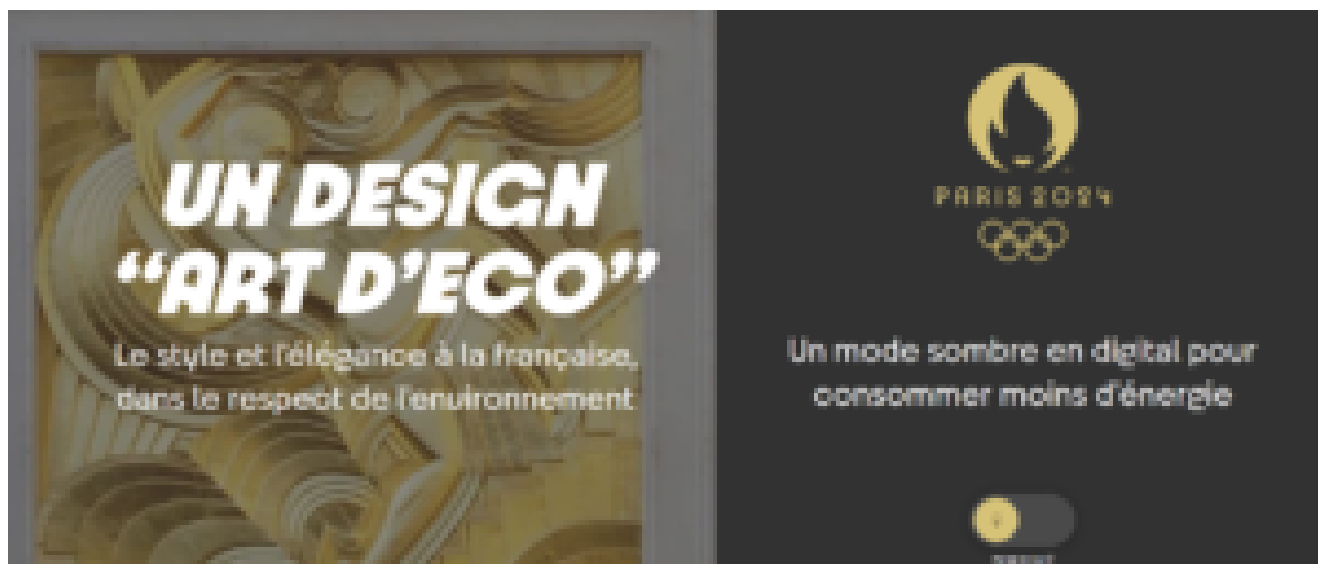 UN DESIGN
“ART D’ECO”
Le style et l'élégance à la française,
dans le respect de l'environnement
PARIS 2024
Un mode sombre en digital pour
consommer moins d'énergie